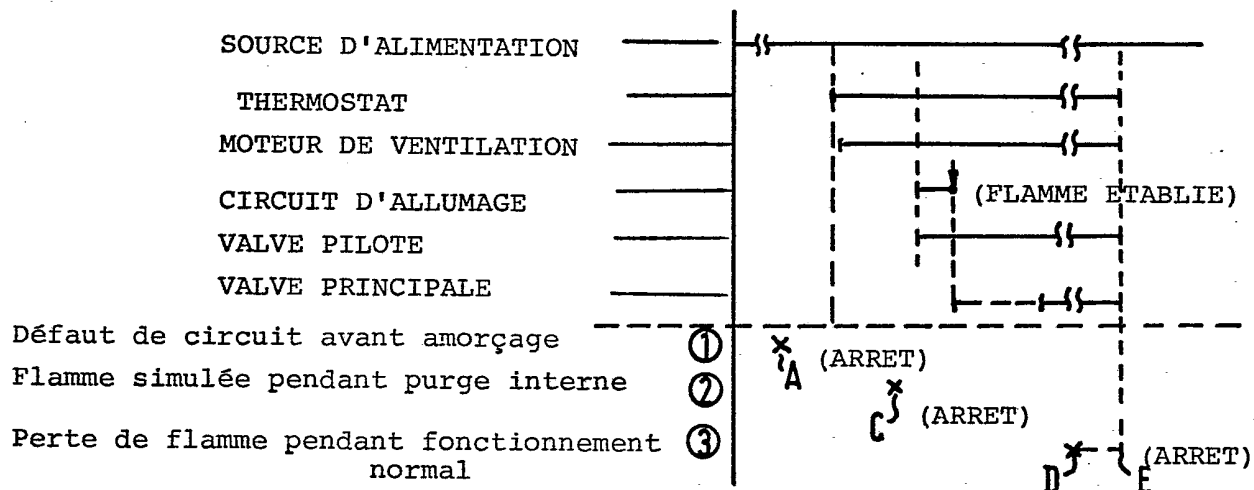 SOURCE D'ALIMENTATION
THERMOSTAT
MOTEUR DE VENTILATION
CIRCUIT D'ALLUMAGE (FLAMME ETABLIE)
VALVE PILOTE
VALVE PRINCIPALE
Défaut de circuit avant amorçage ① A (ARRET)
Flamme simulée pendant purge interne ② C (ARRET)
Perte de flamme pendant fonctionnement ③ (ARRET)
normal D E